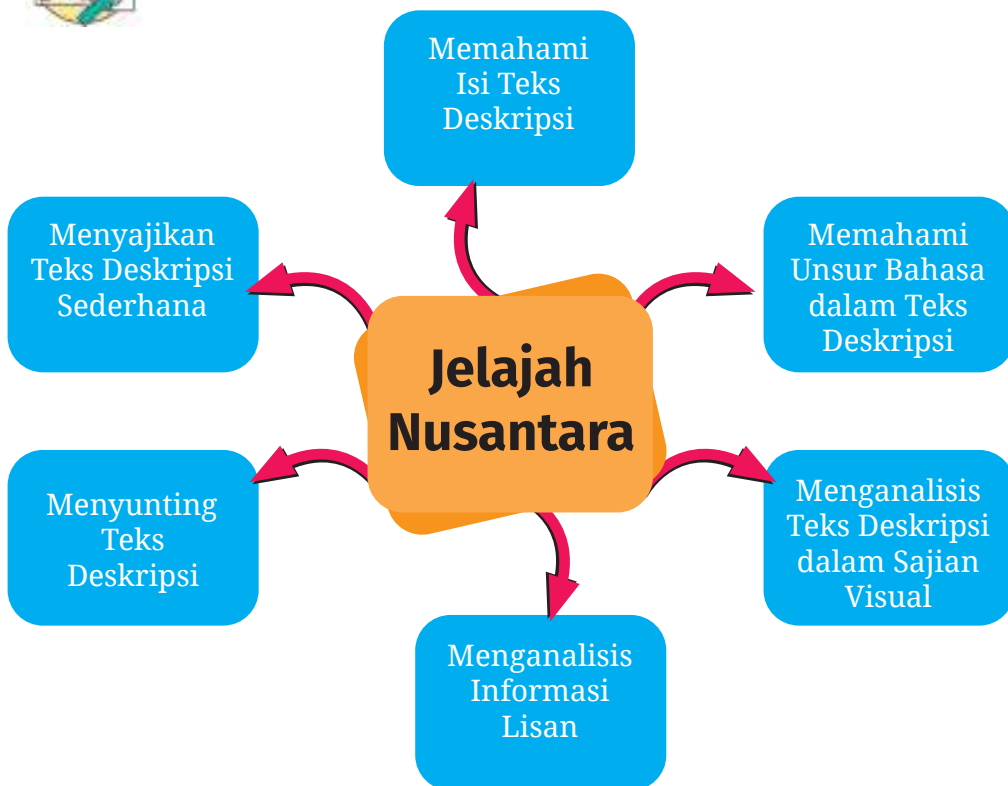 Memahami
Isi Teks
Deskripsi
Menyajikan
Teks Deskripsi
Sederhana
Memahami
Unsur Bahasa
dalam Teks
Deskripsi
Jelajah
Nusantara
Menyunting
Teks
Deskripsi
Menganalisis
Teks Deskripsi
dalam Sajian
Visual
Menganalisis
Informasi
Lisan